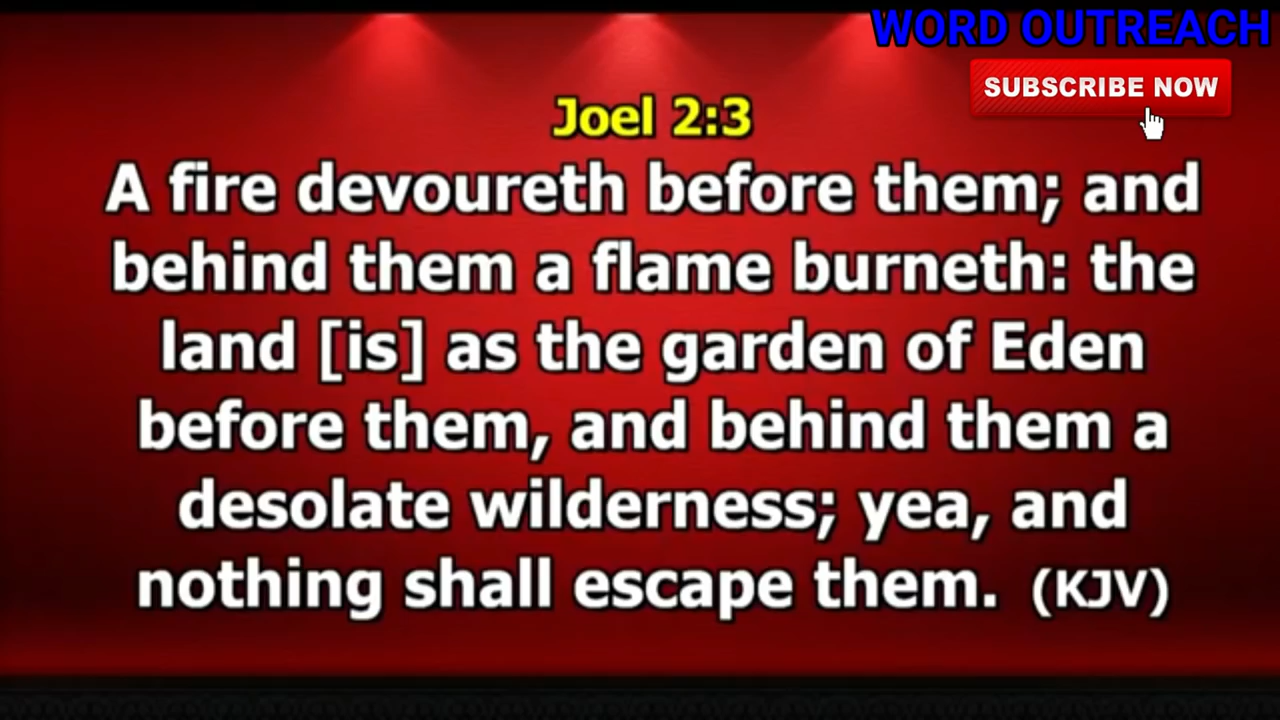 WORD OUTREACH
SUBSCRIBE NOW
Joel 2:3
A fire devoureth before them; and
behind them a flame burneth: the
land [is] as the garden of Eden
before them, and behind them a
desolate wilderness; yea, and
nothing shall escape them. (KJV)